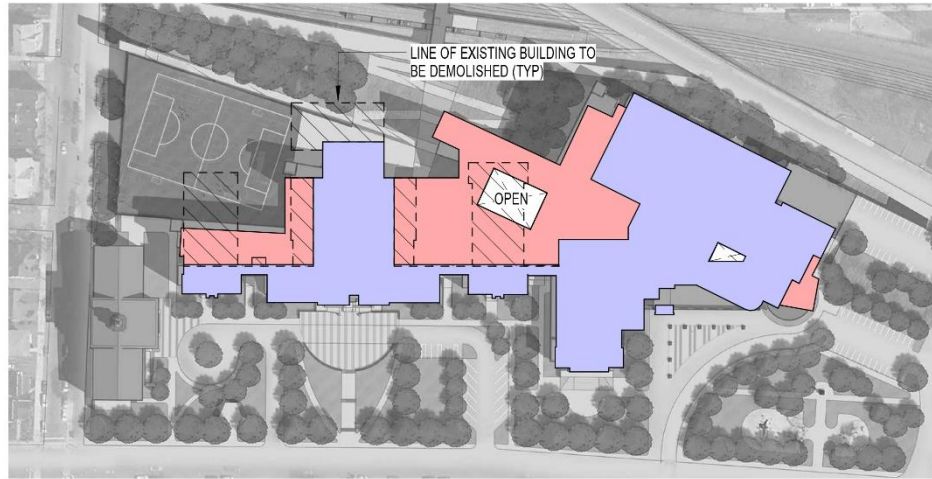 LINE OF EXISTING BUILDING TO
BE DEMOLISHED (TYP)
OPEN